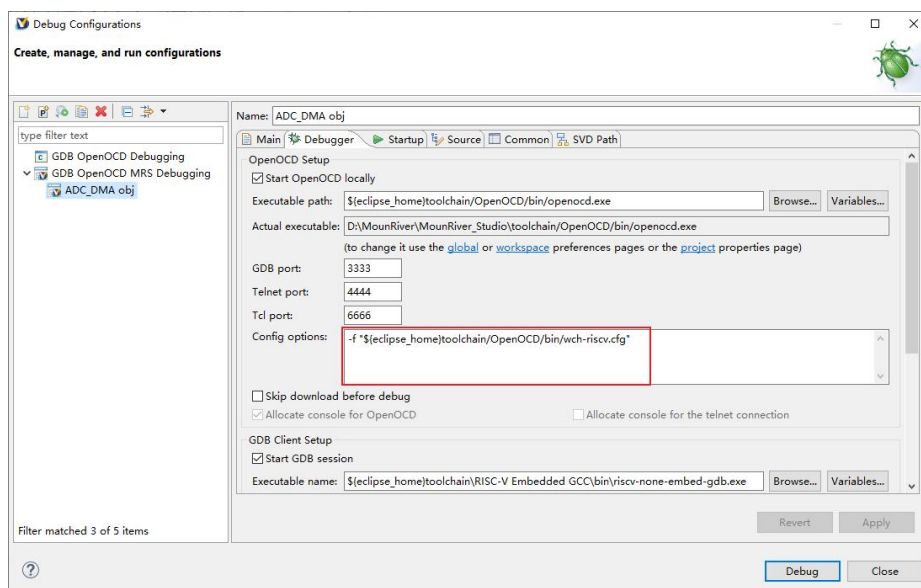 Debug Configurations
Create, manage, and run configurations
type filter text
GDB OpenOCD Debugging
GDB OpenOCD MRS Debugging
ADC_DMA obj
Filter matched 3 of 5 items
Name: ADC_DMA obj
Main Debugger Startup Source Common SVD Path
OpenOCD Setup
Start OpenOCD locally
Executable path: ${eclipse_home}toolchain/OpenOCD/bin/openocd.exe Browse... Variables...
Actual executable: D:\MounRiver\MounRiver_Studio\toolchain/OpenOCD/bin/openocd.exe
(to change it use the global or workspace preferences pages or the project properties page)
GDB port: 3333
Telnet port: 4444
Tcl port: 6666
Config options: -f "${eclipse_home}toolchain/OpenOCD/bin/wch-riscv.cfg"
Skip download before debug
Allocate console for OpenOCD Allocate console for the telnet connection
GDB Client Setup
Start GDB session
Executable name: ${eclipse_home}toolchain\RISC-V Embedded GCC\bin\riscv-none-embed-gdb.exe Browse... Variables...
Revert Apply
Debug Close